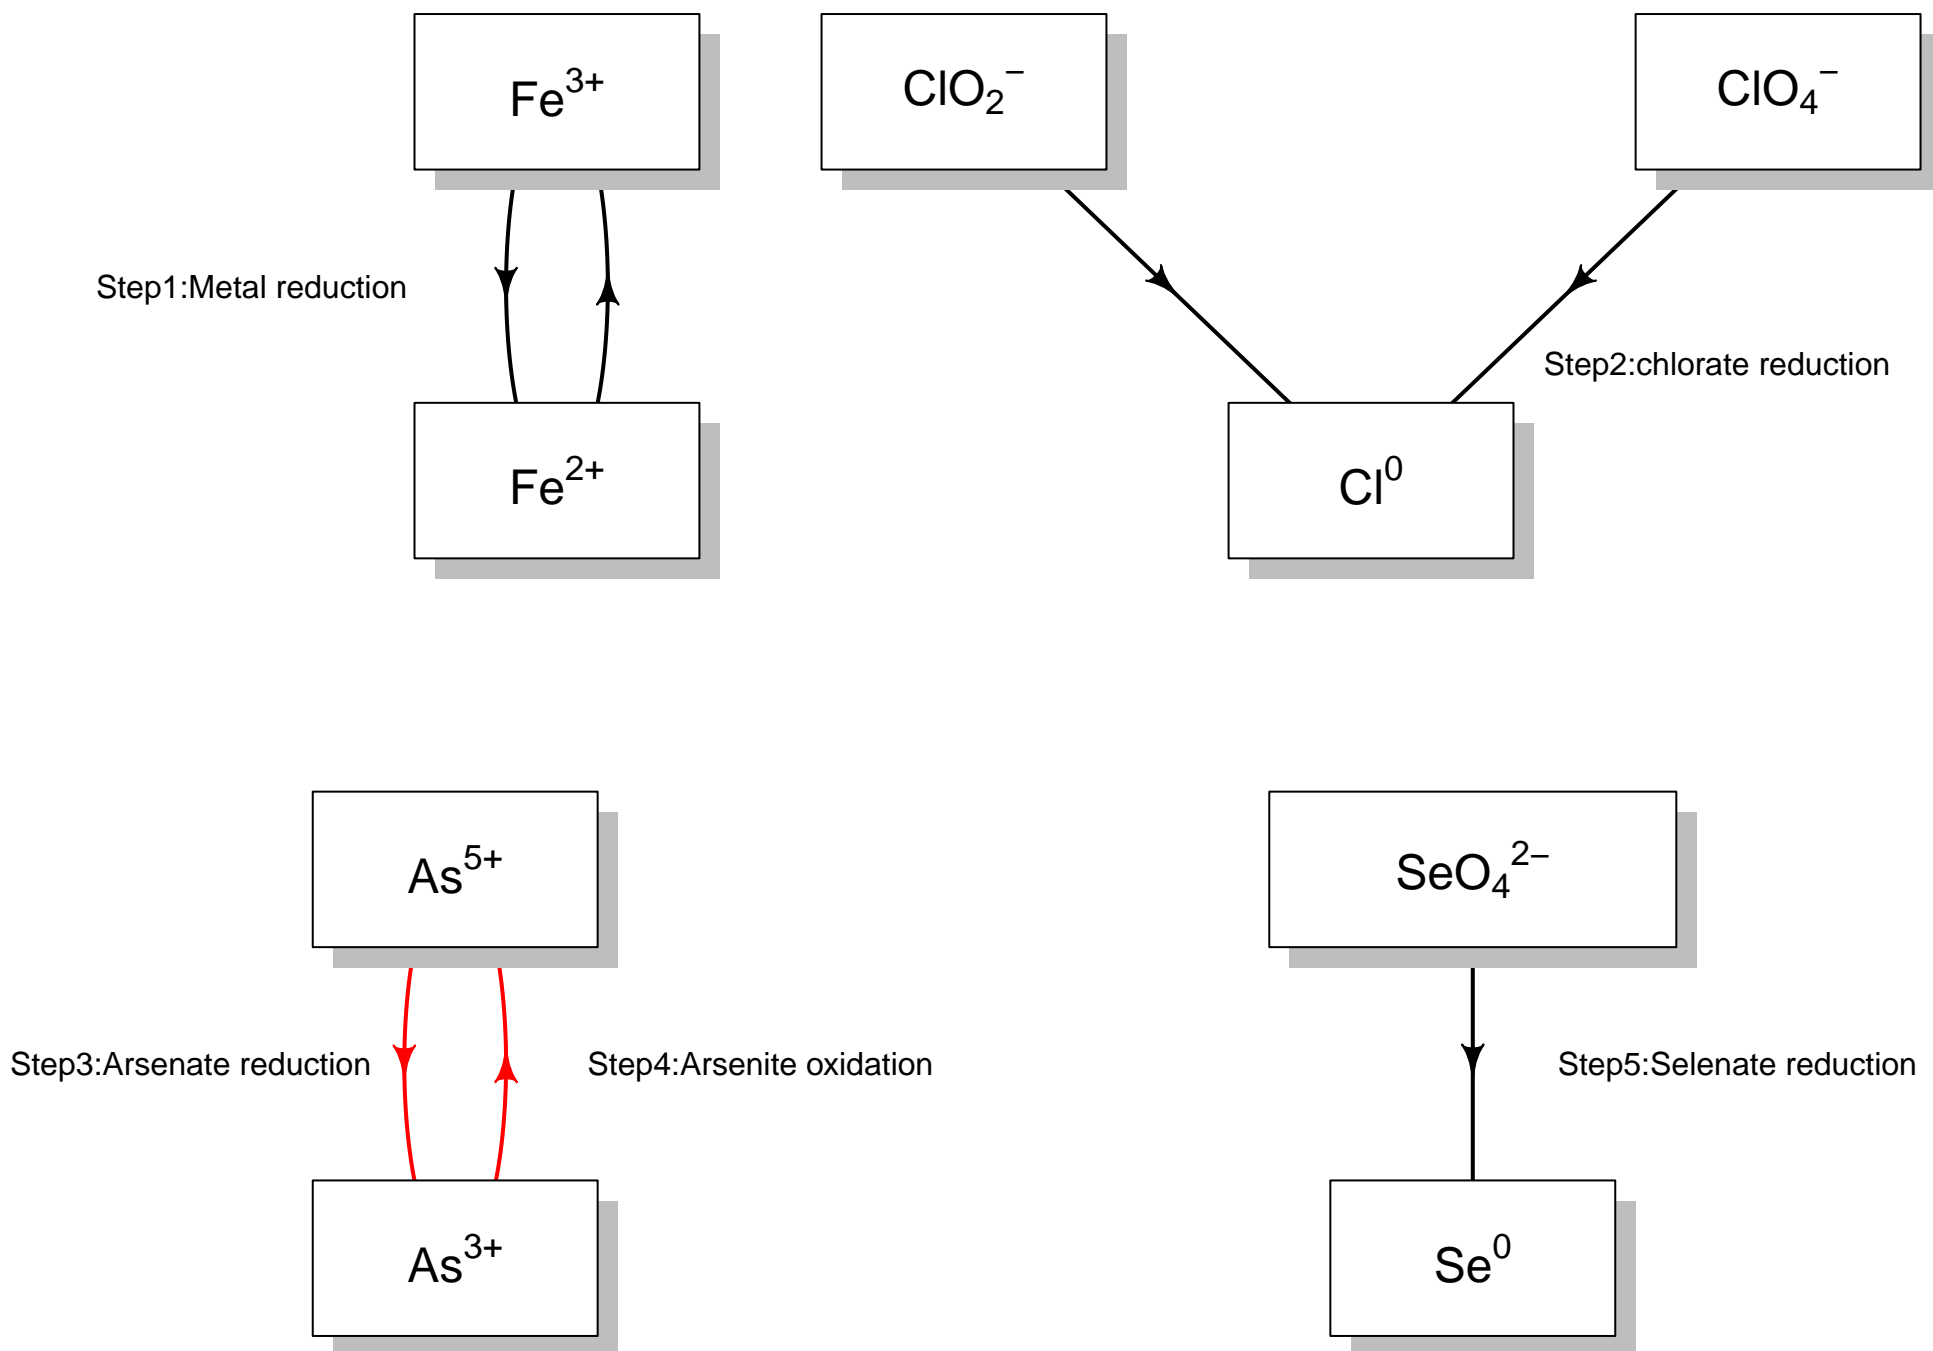 Fe³⁺
ClO₂⁻
ClO₄⁻
Step1:Metal reduction
Step2:chlorate reduction
Fe²⁺
Cl⁰
As⁵⁺
SeO₄²⁻
Step3:Arsenate reduction
Step4:Arsenite oxidation
Step5:Selenate reduction
As³⁺
Se⁰